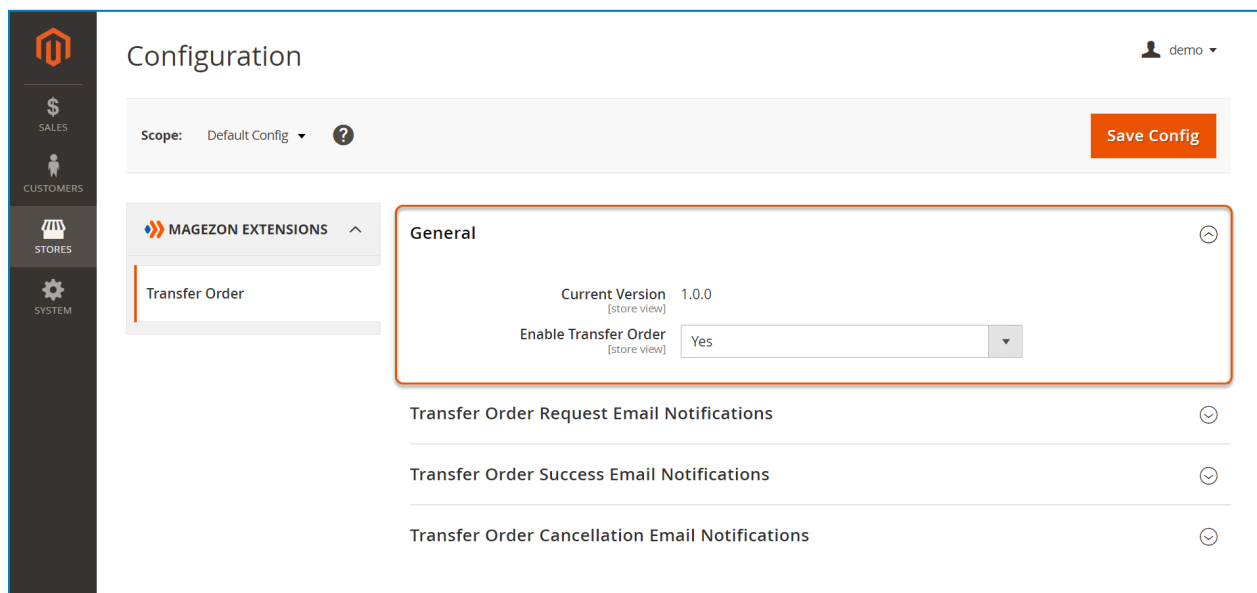 Configuration
demo
$
SALES
CUSTOMERS
STORES
SYSTEM
Scope: Default Config ?
Save Config
MAGEZON EXTENSIONS
Transfer Order
General
Current Version 1.0.0
[store view]
Enable Transfer Order Yes
[store view]
Transfer Order Request Email Notifications
Transfer Order Success Email Notifications
Transfer Order Cancellation Email Notifications